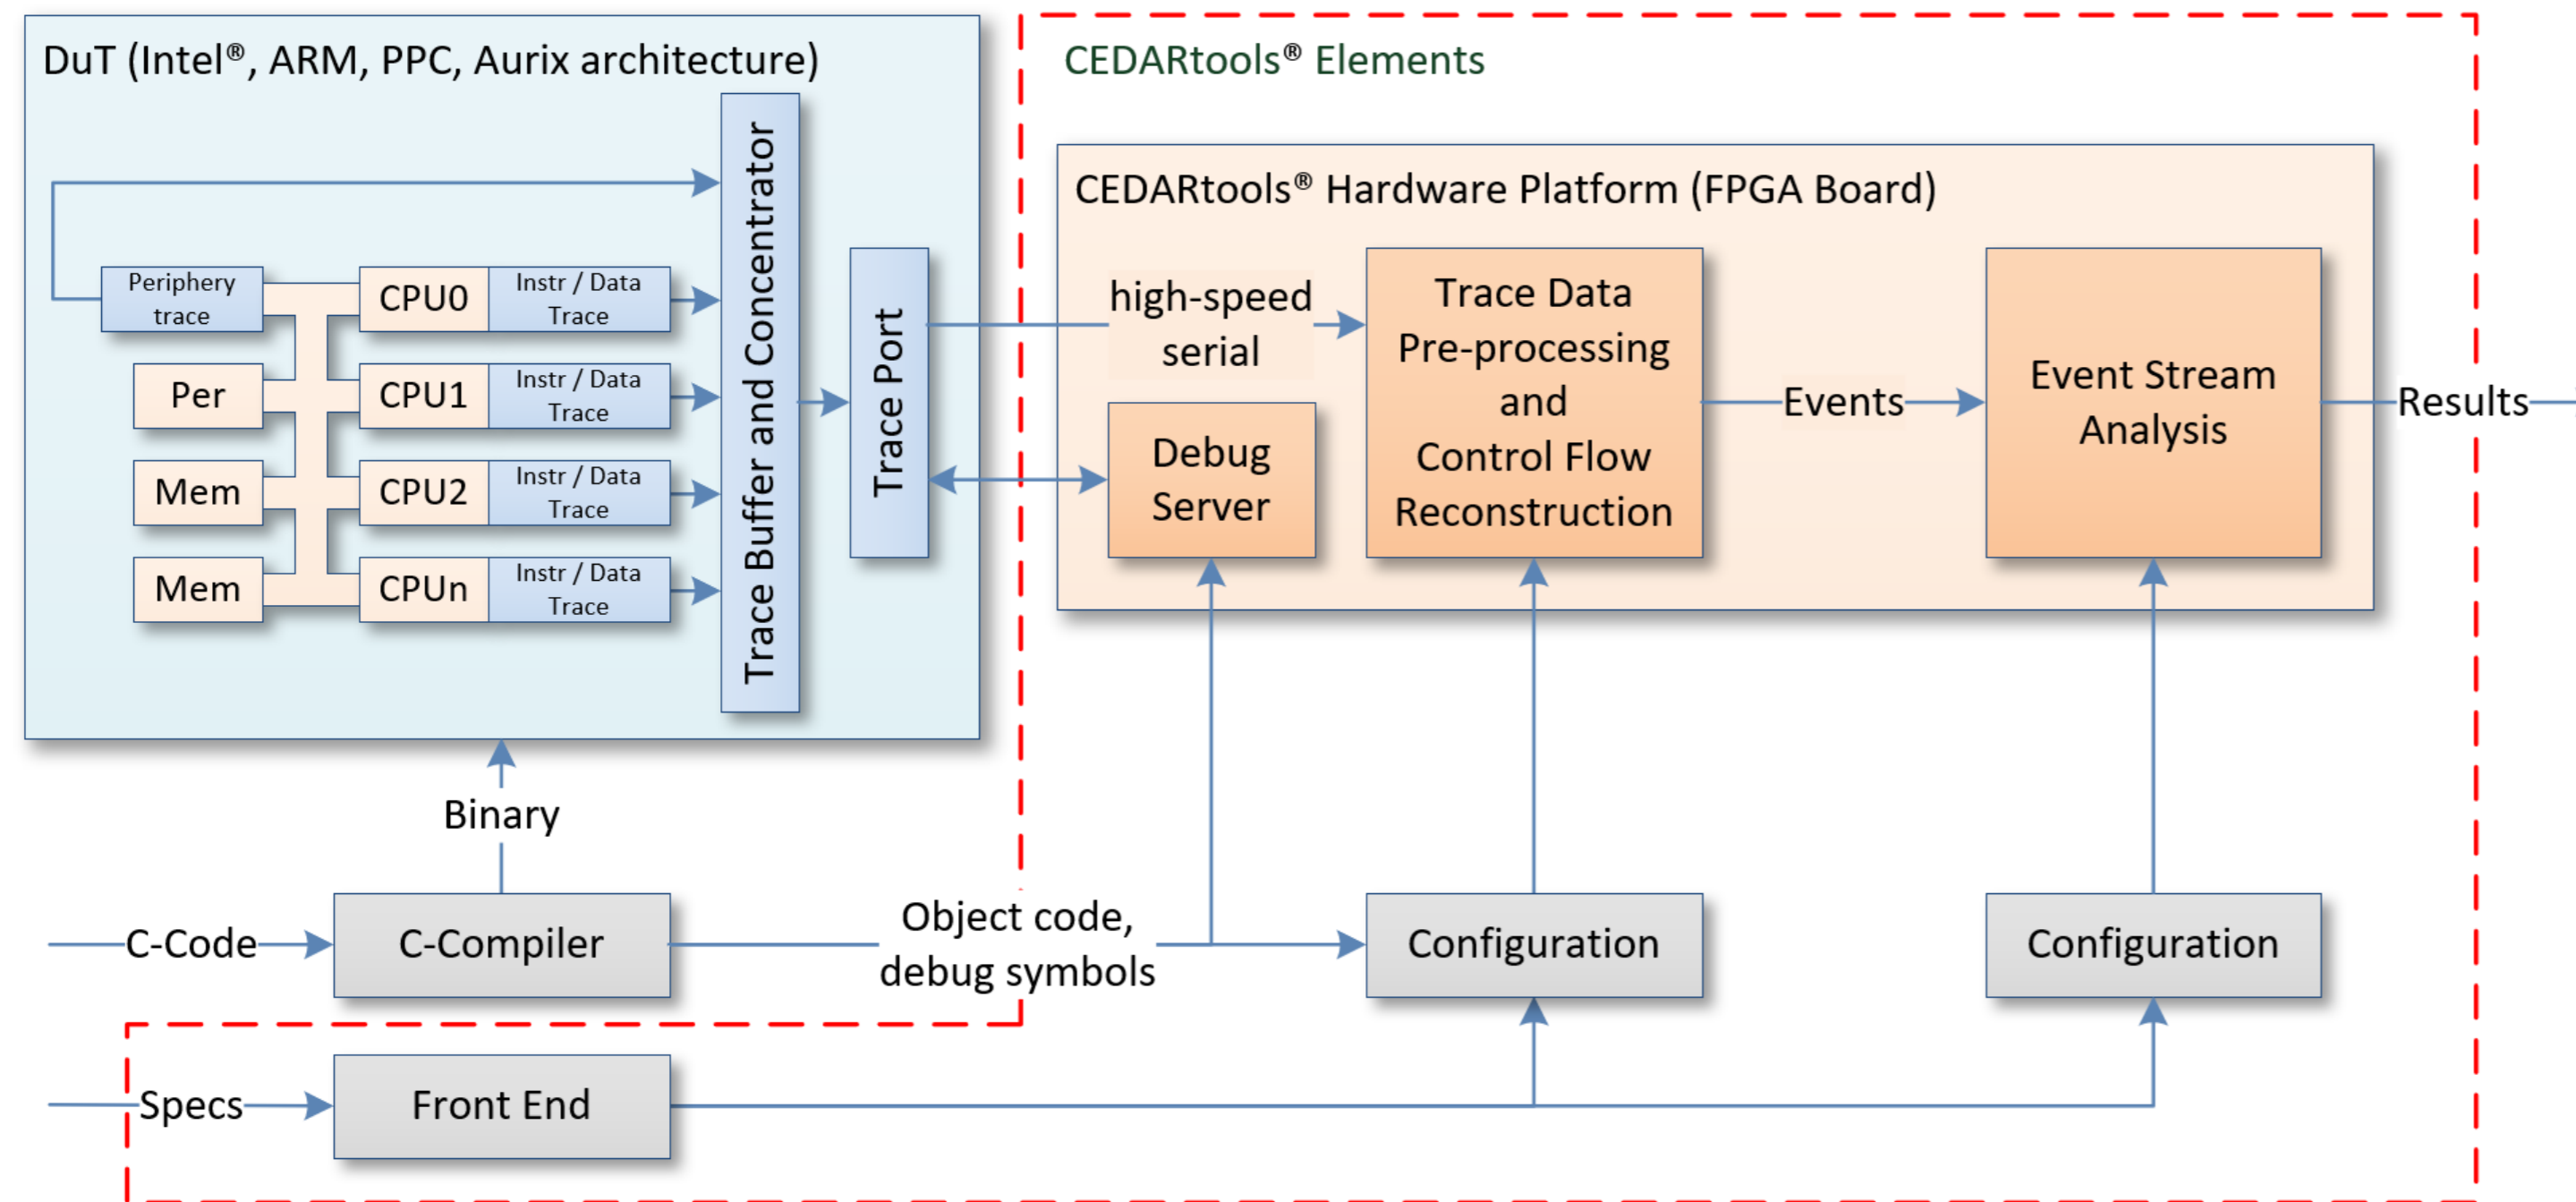 DuT (Intel®, ARM, PPC, Aurix architecture)
Periphery
trace
CPU0
Instr / Data
Trace
Per
CPU1
Instr / Data
Trace
Mem
CPU2
Instr / Data
Trace
Mem
CPUn
Instr / Data
Trace
Trace Buffer and Concentrator
Trace Port
CEDARtools® Elements
CEDARtools® Hardware Platform (FPGA Board)
high-speed
serial
Debug
Server
Trace Data
Pre-processing
and
Control Flow
Reconstruction
Events
Event Stream
Analysis
Results
Binary
C-Code
C-Compiler
Object code,
debug symbols
Configuration
Configuration
Specs
Front End